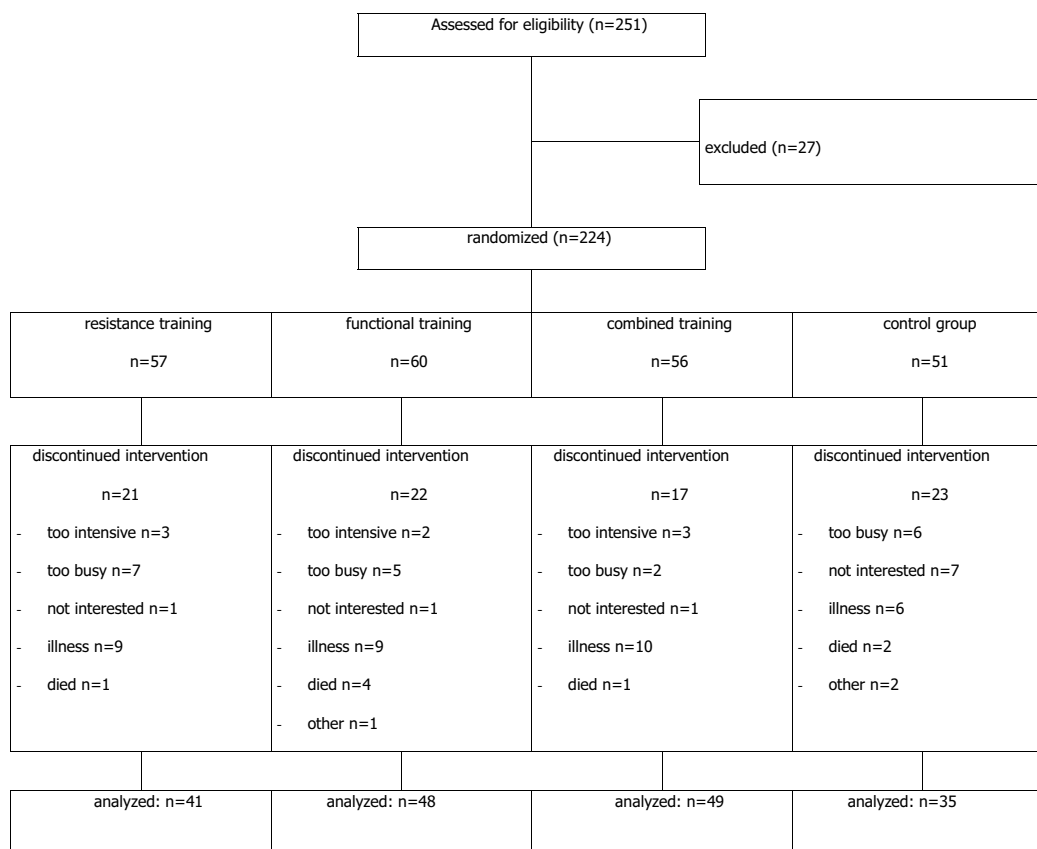 Assessed for eligibility (n=251)
excluded (n=27)
randomized (n=224)
resistance training
n=57
functional training
n=60
combined training
n=56
control group
n=51
discontinued intervention
n=21
- too intensive n=3
- too busy n=7
- not interested n=1
- illness n=9
- died n=1
discontinued intervention
n=22
- too intensive n=2
- too busy n=5
- not interested n=1
- illness n=9
- died n=4
- other n=1
discontinued intervention
n=17
- too intensive n=3
- too busy n=2
- not interested n=1
- illness n=10
- died n=1
discontinued intervention
n=23
- too busy n=6
- not interested n=7
- illness n=6
- died n=2
- other n=2
analyzed: n=41
analyzed: n=48
analyzed: n=49
analyzed: n=35